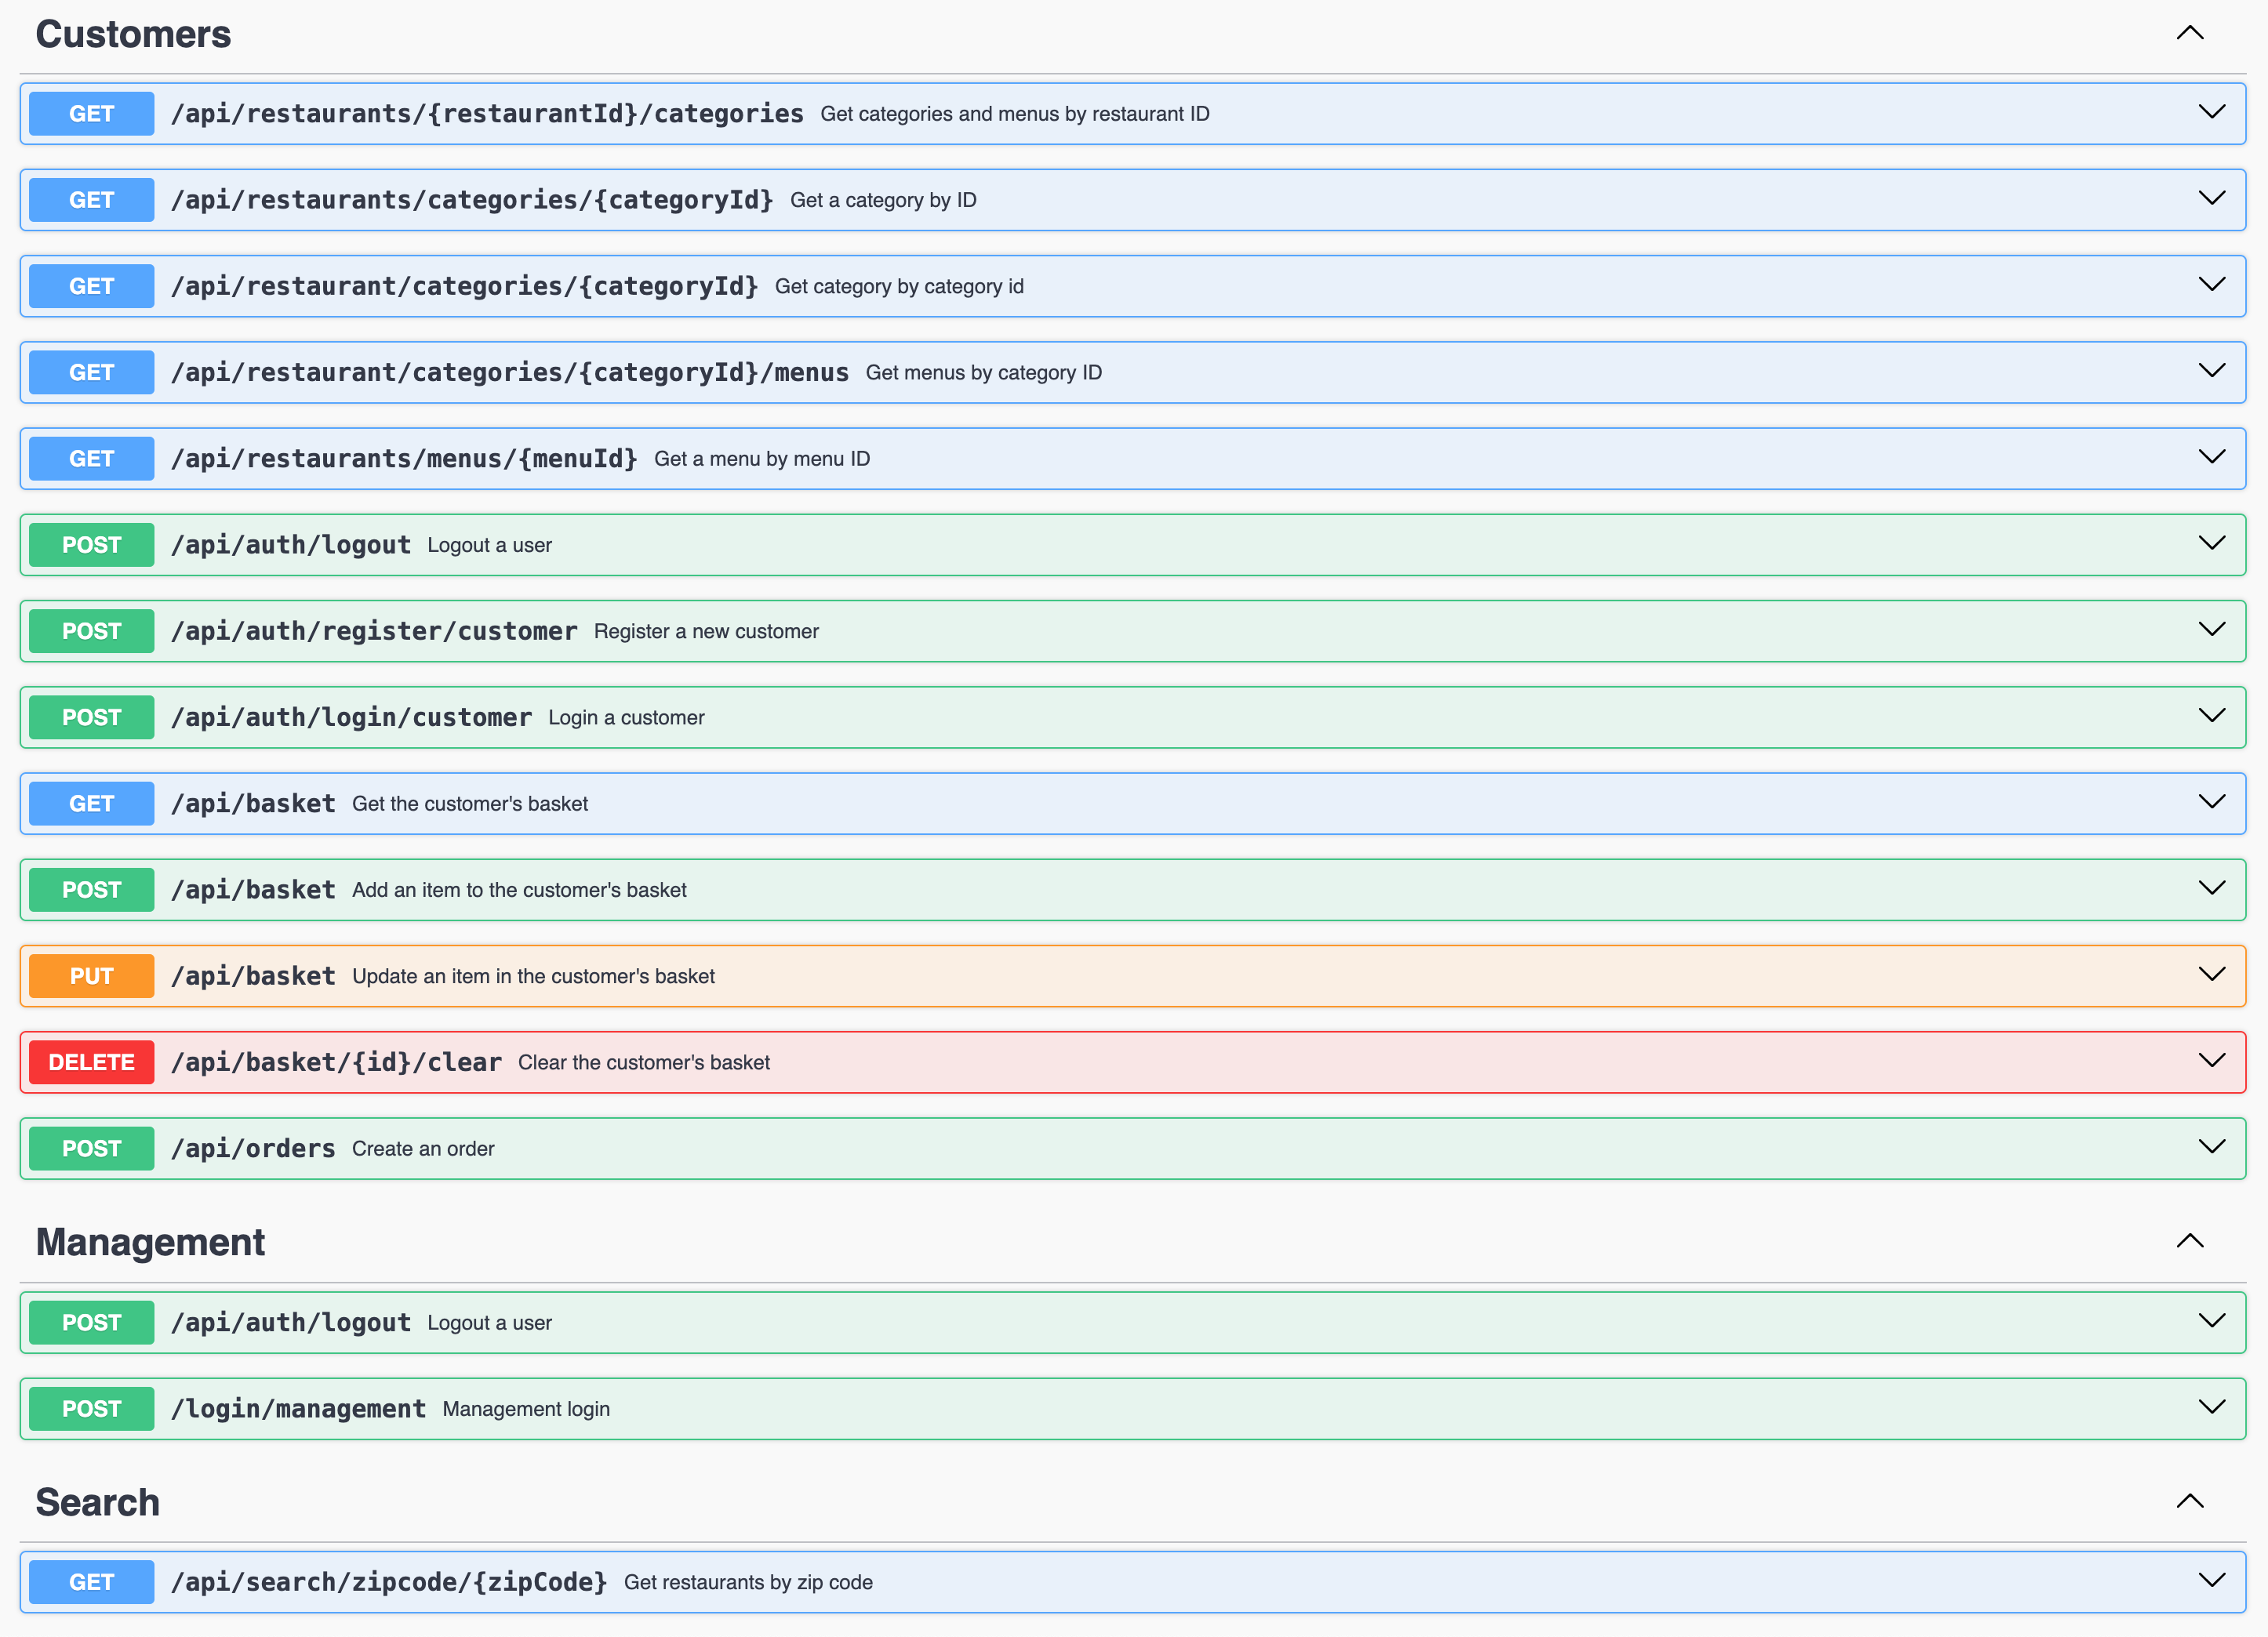 Customers
GET /api/restaurants/{restaurantId}/categories Get categories and menus by restaurant ID
GET /api/restaurants/categories/{categoryId} Get a category by ID
GET /api/restaurant/categories/{categoryId} Get category by category id
GET /api/restaurant/categories/{categoryId}/menus Get menus by category ID
GET /api/restaurants/menus/{menuId} Get a menu by menu ID
POST /api/auth/logout Logout a user
POST /api/auth/register/customer Register a new customer
POST /api/auth/login/customer Login a customer
GET /api/basket Get the customer's basket
POST /api/basket Add an item to the customer's basket
PUT /api/basket Update an item in the customer's basket
DELETE /api/basket/{id}/clear Clear the customer's basket
POST /api/orders Create an order
Management
POST /api/auth/logout Logout a user
POST /login/management Management login
Search
GET /api/search/zipcode/{zipCode} Get restaurants by zip code